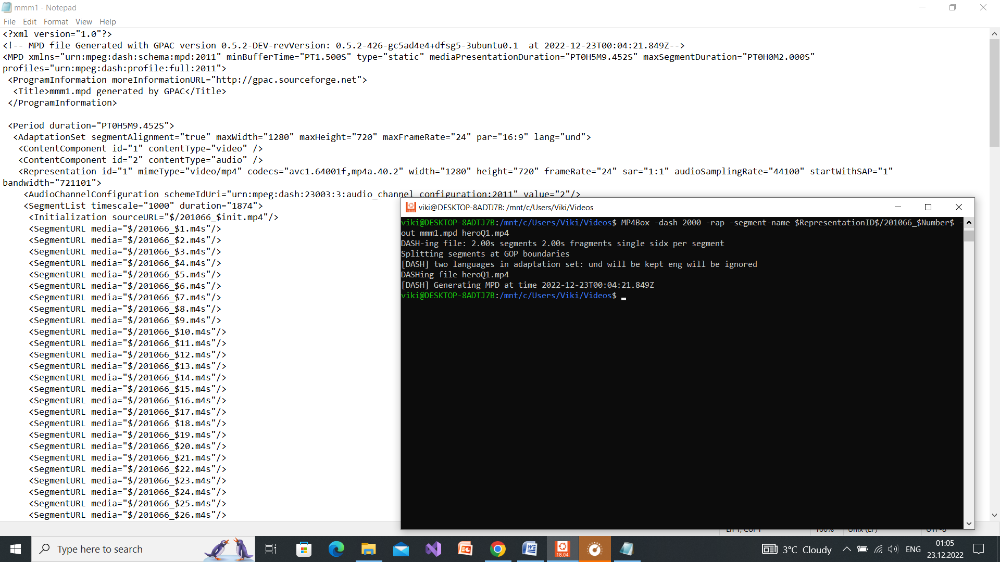 mmm1 - Notepad
File Edit Format View Help
<?xml version="1.0"?>
<!-- MPD file Generated with GPAC version 0.5.2-DEV-revVersion: 0.5.2-426-gc5ad4e4+dfsg5-3ubuntu0.1  at 2022-12-23T00:04:21.849Z-->
<MPD xmlns="urn:mpeg:dash:schema:mpd:2011" minBufferTime="PT1.500S" type="static" mediaPresentationDuration="PT0H5M9.452S" maxSegmentDuration="PT0H0M2.000S"
profiles="urn:mpeg:dash:profile:full:2011">
<ProgramInformation moreInformationURL="http://gpac.sourceforge.net">
<Title>mmm1.mpd generated by GPAC</Title>
</ProgramInformation>
<Period duration="PT0H5M9.452S">
<AdaptationSet segmentAlignment="true" maxWidth="1280" maxHeight="720" maxFrameRate="24" par="16:9" lang="und">
<ContentComponent id="1" contentType="video" />
<ContentComponent id="2" contentType="audio" />
<Representation id="1" mimeType="video/mp4" codecs="avc1.64001f,mp4a.40.2" width="1280" height="720" frameRate="24" sar="1:1" audioSamplingRate="44100" startWithSAP="1"
bandwidth="721101">
<AudioChannelConfiguration schemeIdUri="urn:mpeg:dash:23003:3:audio_channel_configuration:2011" value="2"/>
<SegmentList timescale="1000" duration="1874">
<Initialization sourceURL="$/201066_$init.mp4"/>
<SegmentURL media="$/201066_$1.m4s"/>
<SegmentURL media="$/201066_$2.m4s"/>
<SegmentURL media="$/201066_$3.m4s"/>
<SegmentURL media="$/201066_$4.m4s"/>
<SegmentURL media="$/201066_$5.m4s"/>
<SegmentURL media="$/201066_$6.m4s"/>
<SegmentURL media="$/201066_$7.m4s"/>
<SegmentURL media="$/201066_$8.m4s"/>
<SegmentURL media="$/201066_$9.m4s"/>
<SegmentURL media="$/201066_$10.m4s"/>
<SegmentURL media="$/201066_$11.m4s"/>
<SegmentURL media="$/201066_$12.m4s"/>
<SegmentURL media="$/201066_$13.m4s"/>
<SegmentURL media="$/201066_$14.m4s"/>
<SegmentURL media="$/201066_$15.m4s"/>
<SegmentURL media="$/201066_$16.m4s"/>
<SegmentURL media="$/201066_$17.m4s"/>
<SegmentURL media="$/201066_$18.m4s"/>
<SegmentURL media="$/201066_$19.m4s"/>
<SegmentURL media="$/201066_$20.m4s"/>
<SegmentURL media="$/201066_$21.m4s"/>
<SegmentURL media="$/201066_$22.m4s"/>
<SegmentURL media="$/201066_$23.m4s"/>
<SegmentURL media="$/201066_$24.m4s"/>
<SegmentURL media="$/201066_$25.m4s"/>
<SegmentURL media="$/201066_$26.m4s"/>
viki@DESKTOP-8ADTJ7B: /mnt/c/Users/Viki/Videos
viki@DESKTOP-8ADTJ7B:/mnt/c/Users/Viki/Videos$ MP4Box -dash 2000 -rap -segment-name $RepresentationID$/201066_$Number$ -
out mmm1.mpd heroQ1.mp4
DASH-ing file: 2.00s segments 2.00s fragments single sidx per segment
Splitting segments at GOP boundaries
[DASH] two languages in adaptation set: und will be kept eng will be ignored
DASHing file heroQ1.mp4
[DASH] Generating MPD at time 2022-12-23T00:04:21.849Z
viki@DESKTOP-8ADTJ7B:/mnt/c/Users/Viki/Videos$
Ln 1, Col 1 100% Unix (LF) UTF-8
Type here to search
18.04
3°C Cloudy
ENG
01:05
23.12.2022